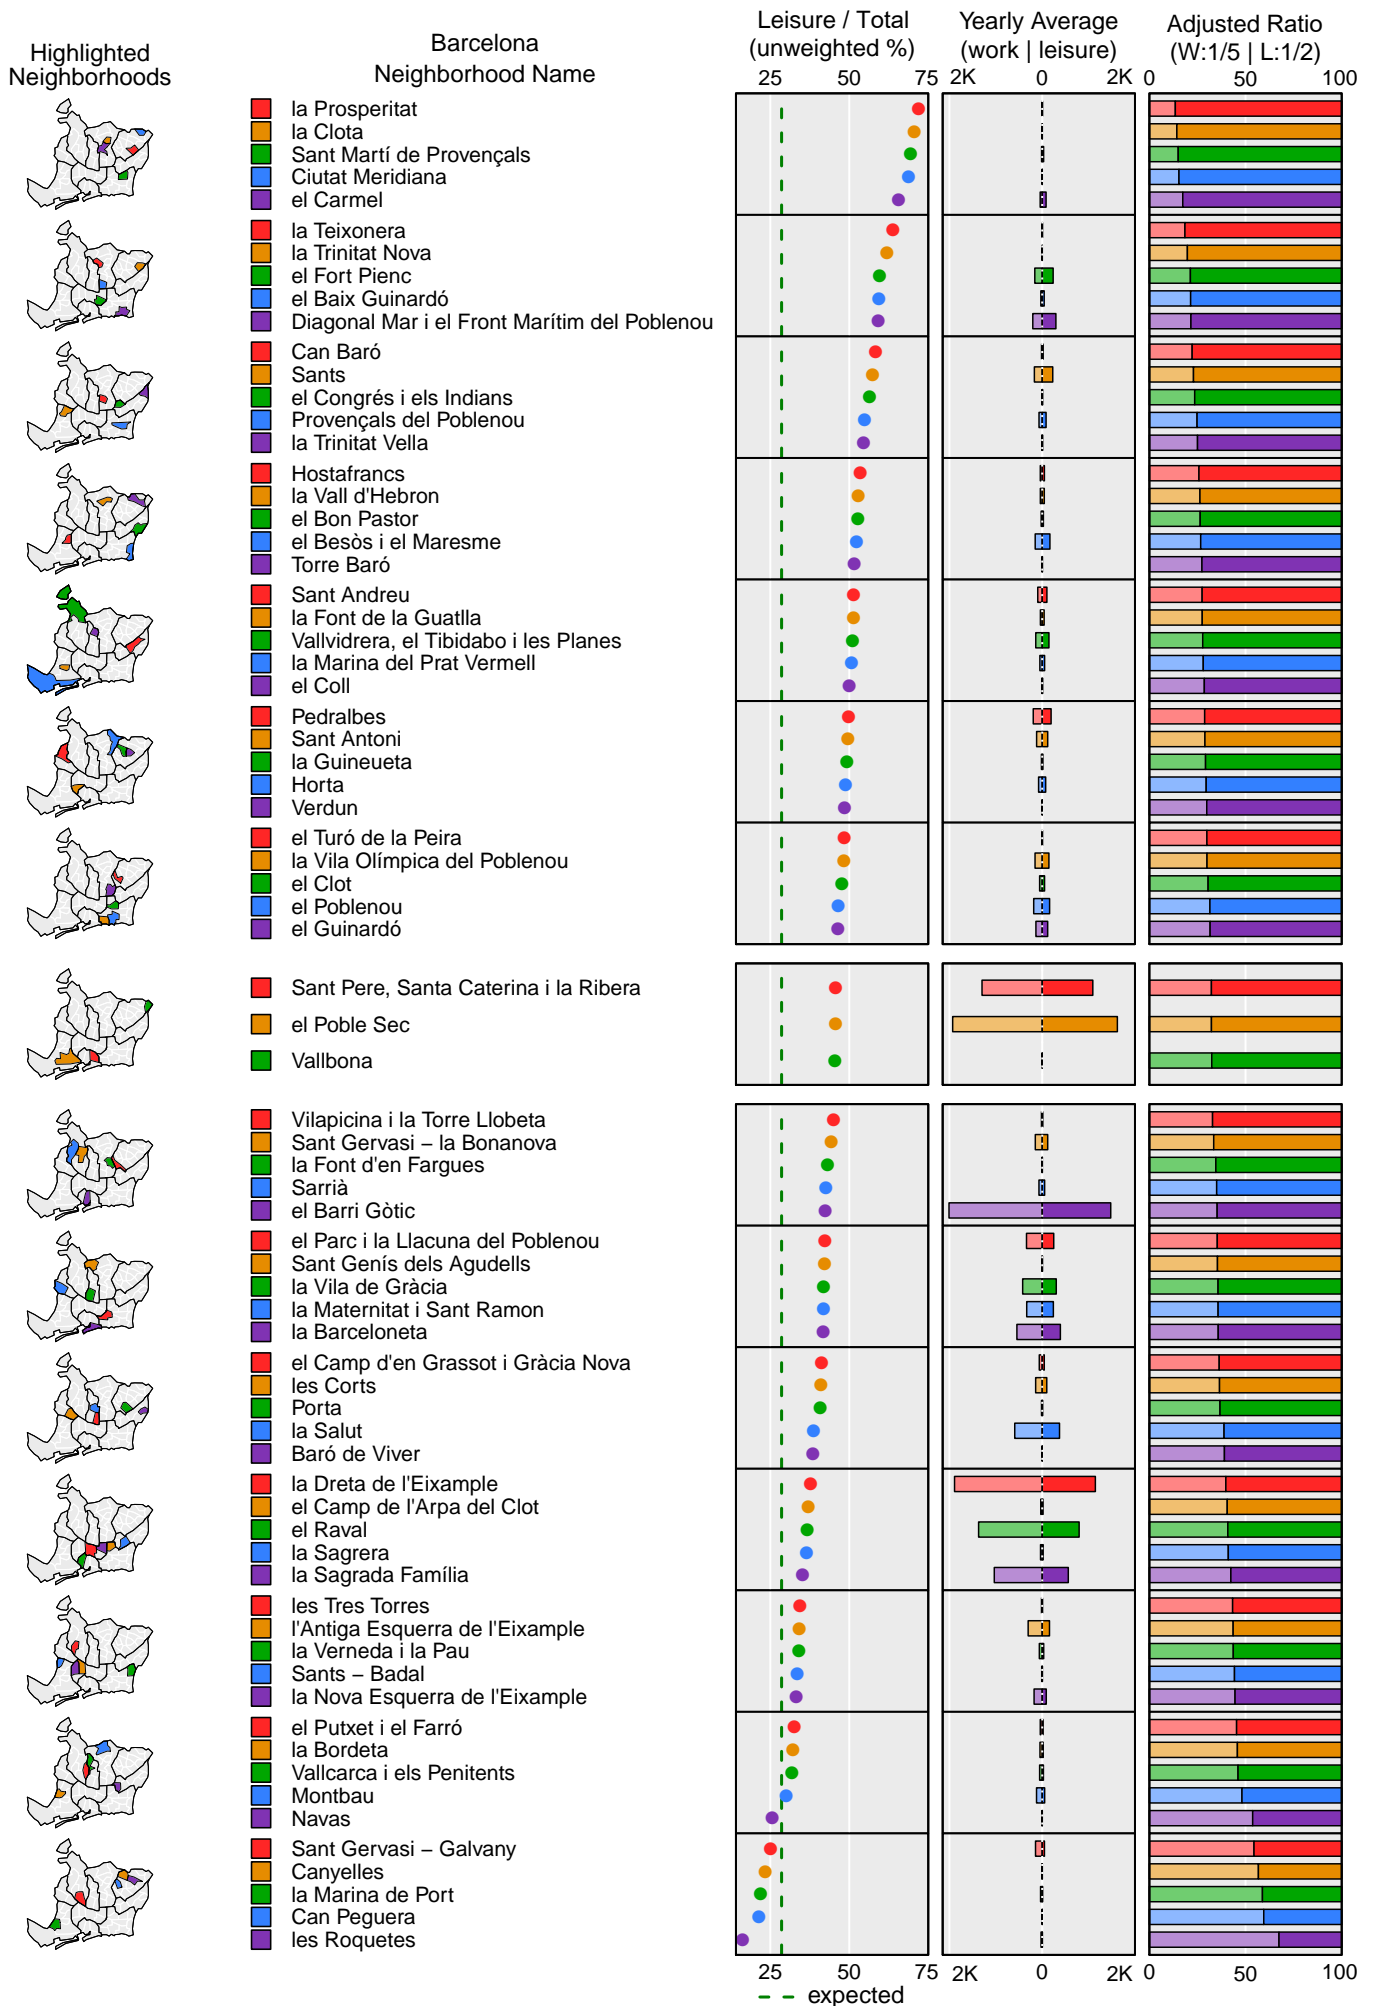 Highlighted
Neighborhoods
Barcelona
Neighborhood Name
Leisure / Total
(unweighted %)
Yearly Average
(work | leisure)
Adjusted Ratio
(W:1/5 | L:1/2)
25 50 75
2K 0 2K
0 50 100
la Prosperitat
la Clota
Sant Martí de Provençals
Ciutat Meridiana
el Carmel
la Teixonera
la Trinitat Nova
el Fort Pienc
el Baix Guinardó
Diagonal Mar i el Front Marítim del Poblenou
Can Baró
Sants
el Congrés i els Indians
Provençals del Poblenou
la Trinitat Vella
Hostafrancs
la Vall d'Hebron
el Bon Pastor
el Besòs i el Maresme
Torre Baró
Sant Andreu
la Font de la Guatlla
Vallvidrera, el Tibidabo i les Planes
la Marina del Prat Vermell
el Coll
Pedralbes
Sant Antoni
la Guineueta
Horta
Verdun
el Turó de la Peira
la Vila Olímpica del Poblenou
el Clot
el Poblenou
el Guinardó
Sant Pere, Santa Caterina i la Ribera
el Poble Sec
Vallbona
Vilapicina i la Torre Llobeta
Sant Gervasi – la Bonanova
la Font d'en Fargues
Sarrià
el Barri Gòtic
el Parc i la Llacuna del Poblenou
Sant Genís dels Agudells
la Vila de Gràcia
la Maternitat i Sant Ramon
la Barceloneta
el Camp d'en Grassot i Gràcia Nova
les Corts
Porta
la Salut
Baró de Viver
la Dreta de l'Eixample
el Camp de l'Arpa del Clot
el Raval
la Sagrera
la Sagrada Família
les Tres Torres
l'Antiga Esquerra de l'Eixample
la Verneda i la Pau
Sants – Badal
la Nova Esquerra de l'Eixample
el Putxet i el Farró
la Bordeta
Vallcarca i els Penitents
Montbau
Navas
Sant Gervasi – Galvany
Canyelles
la Marina de Port
Can Peguera
les Roquetes
25 50 75
2K 0 2K
0 50 100
expected